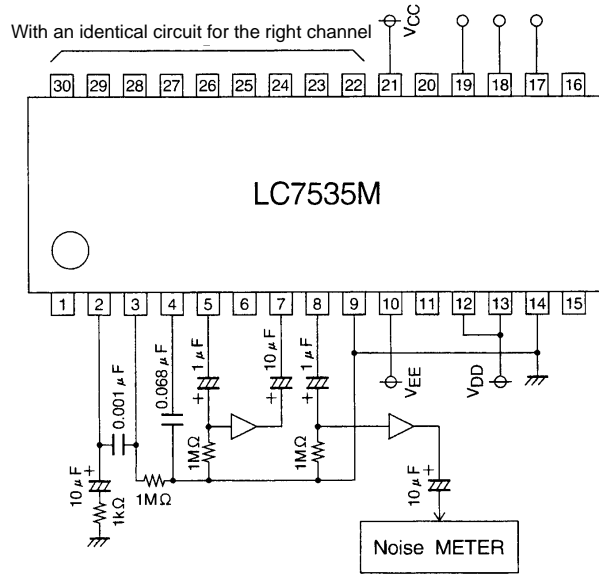 With an identical circuit for the right channel
VCC
30 29 28 27 26 25 24 23 22 21 20 19 18 17 16
LC7535M
1 2 3 4 5 6 7 8 9 10 11 12 13 14 15
0.001 µF
0.068 µF
1 µF
+
10 µF
+
1 µF
+
VEE
VDD
10 µF
+
1kΩ
1MΩ
1MΩ
1MΩ
10 µF
+
Noise METER